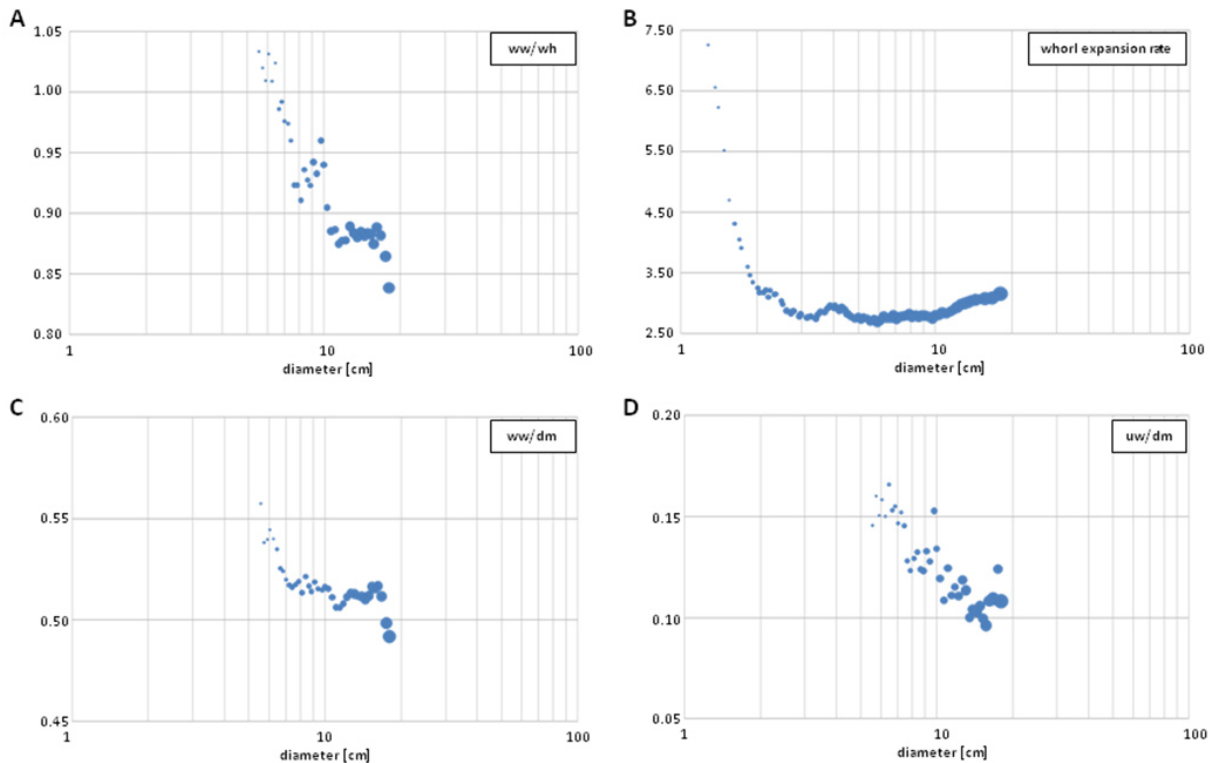 A
1.05
1.00
0.95
0.90
0.85
0.80
ww/wh
1
10
100
diameter [cm]
B
7.50
6.50
5.50
4.50
3.50
2.50
whorl expansion rate
1
10
100
diameter [cm]
C
0.60
0.55
0.50
0.45
ww/dm
1
10
100
diameter [cm]
D
0.20
0.15
0.10
0.05
uw/dm
1
10
100
diameter [cm]